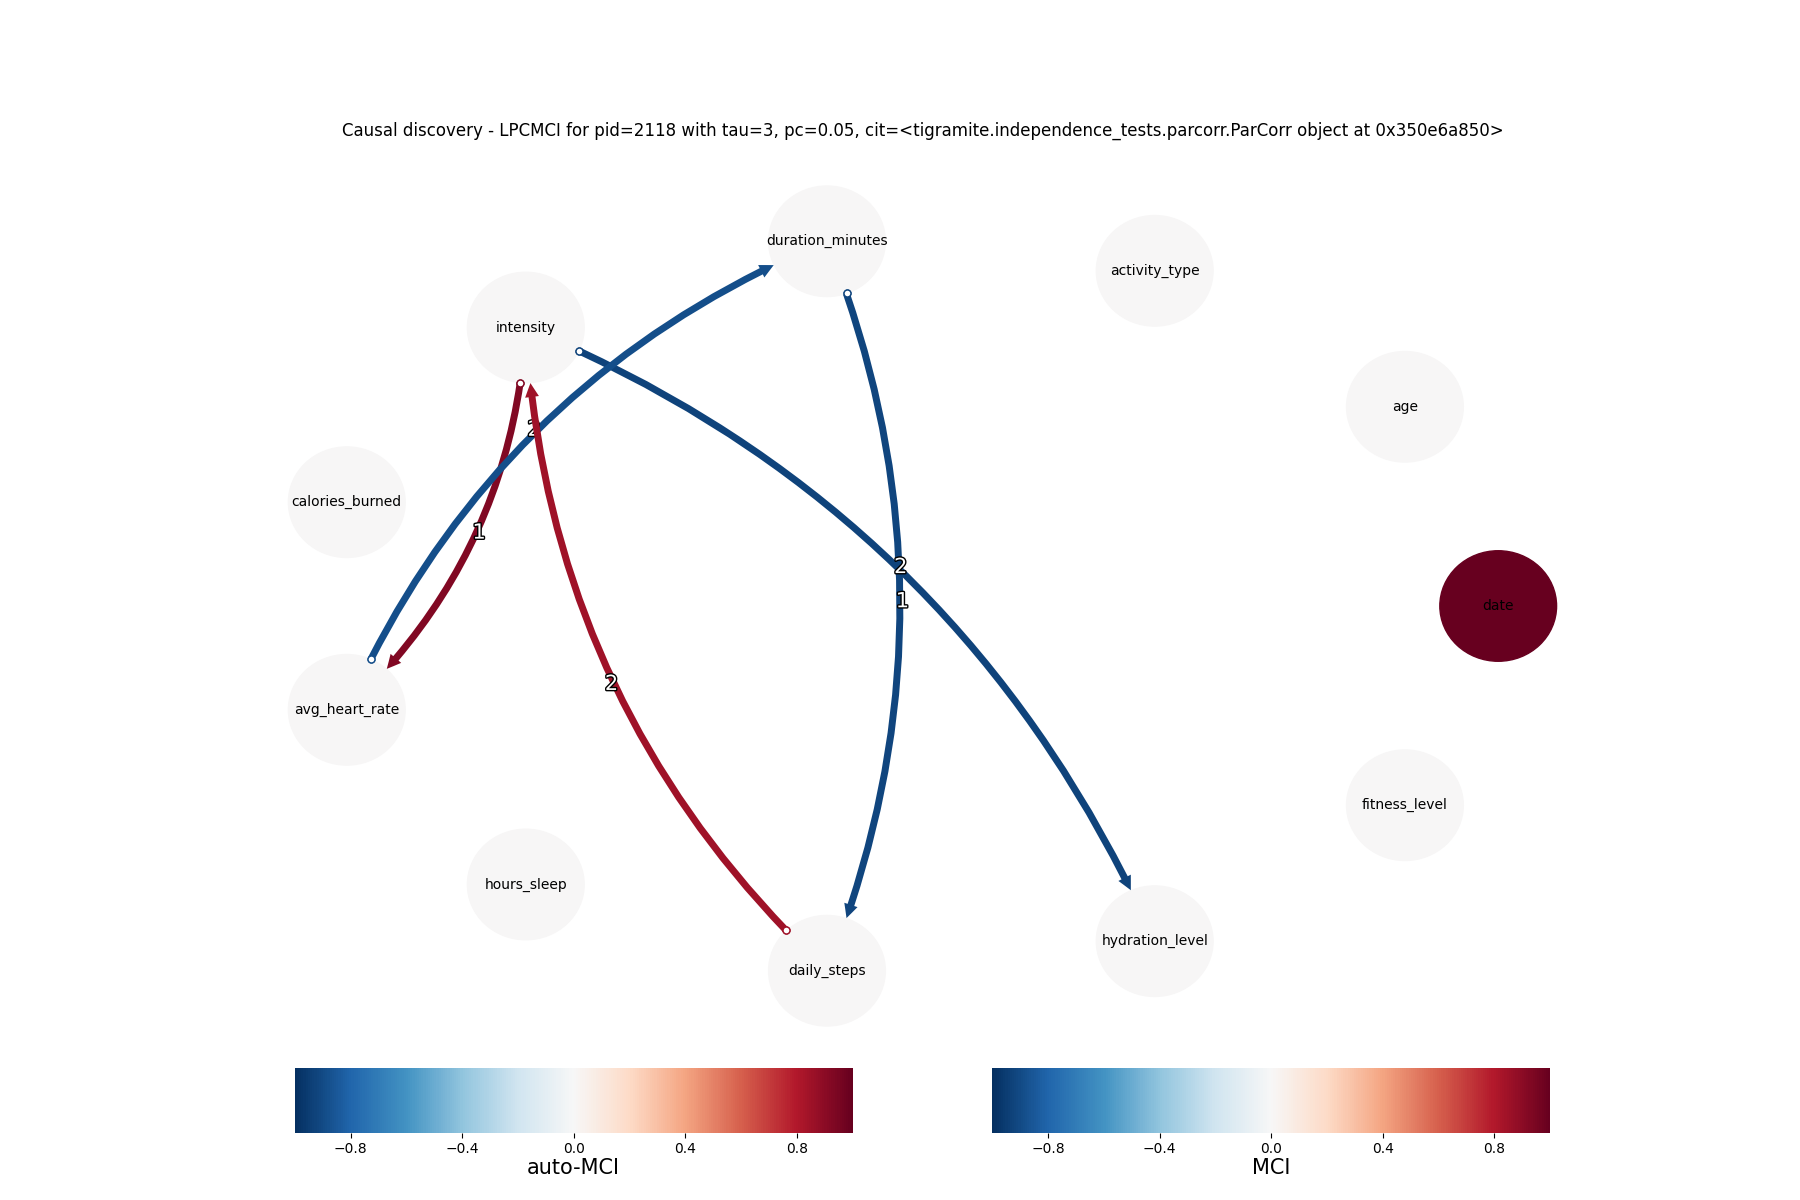 Causal discovery - LPCMCI for pid=2118 with tau=3, pc=0.05, cit=<tigramite.independence_tests.parcorr.ParCorr object at 0x350e6a850>
duration_minutes
activity_type
intensity
age
2
calories_burned
1
2
1
date
2
avg_heart_rate
fitness_level
hours_sleep
hydration_level
daily_steps
−0.8 −0.4 0.0 0.4 0.8
auto-MCI
−0.8 −0.4 0.0 0.4 0.8
MCI